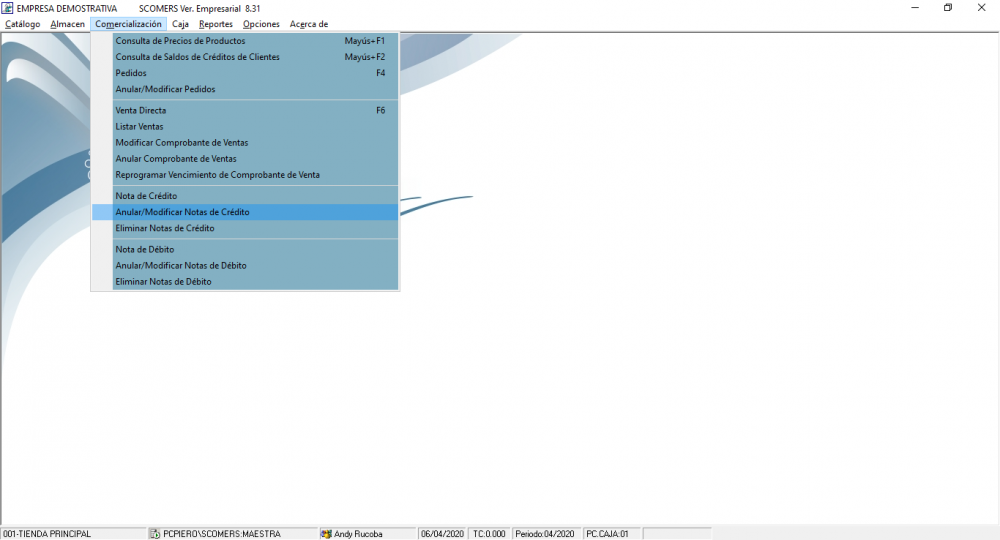 EMPRESA DEMOSTRATIVA SCOMERS Ver. Empresarial 8.31
Catálogo Almacen Comercialización Caja Reportes Opciones Acerca de
Consulta de Precios de Productos Mayús+F1
Consulta de Saldos de Créditos de Clientes Mayús+F2
Pedidos F4
Anular/Modificar Pedidos
Venta Directa F6
Listar Ventas
Modificar Comprobante de Ventas
Anular Comprobante de Ventas
Reprogramar Vencimiento de Comprobante de Venta
Nota de Crédito
Anular/Modificar Notas de Crédito
Eliminar Notas de Crédito
Nota de Débito
Anular/Modificar Notas de Débito
Eliminar Notas de Débito
001-TIENDA PRINCIPAL PCPIERO\SCOMERS:MAESTRA Andy Rucoba 06/04/2020 TC:0.000 Periodo:04/2020 PC.CAJA:01